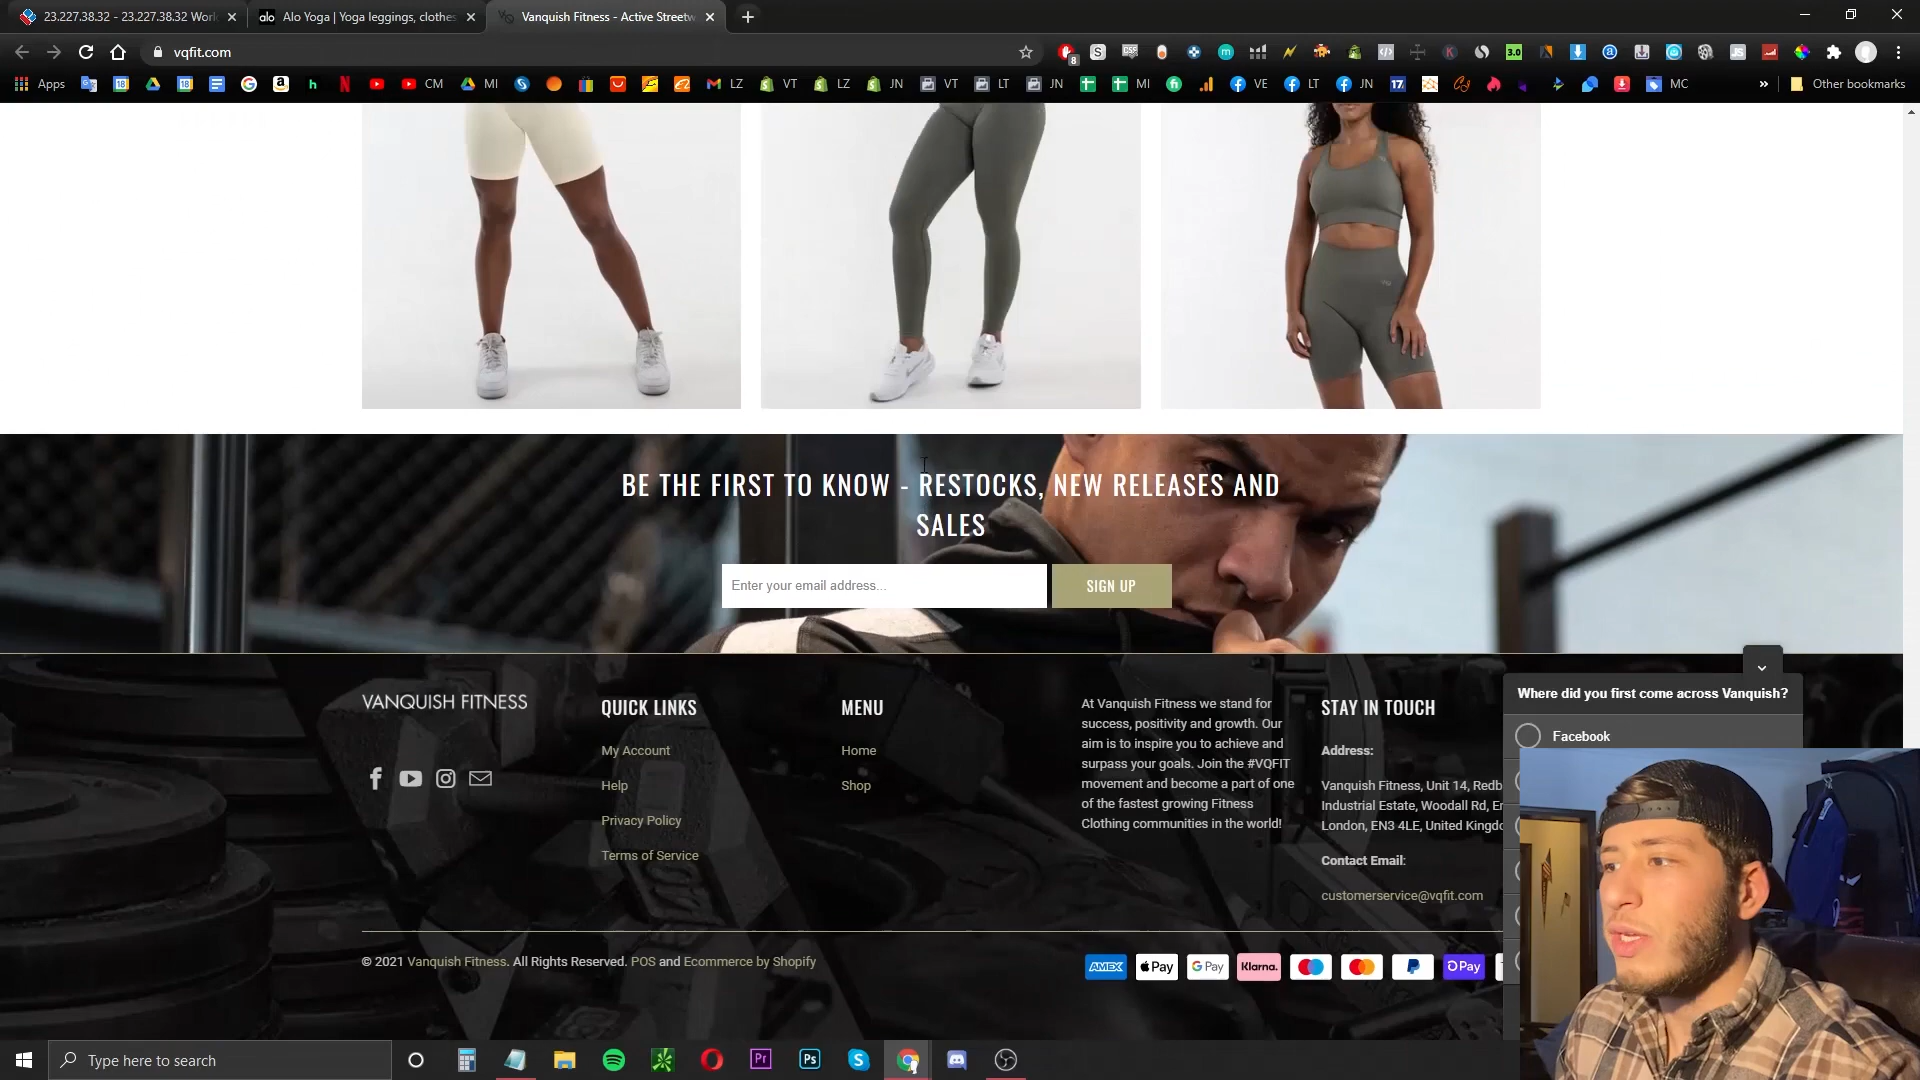 23.227.38.32 - 23.227.38.32 Worl
Alo Yoga | Yoga leggings, clothes
Vanquish Fitness - Active Streetw
vqfit.com
Apps
CM
MI
LZ
VT
LZ
JN
VT
LT
JN
MI
VE
LT
JN
MC
Other bookmarks
BE THE FIRST TO KNOW - RESTOCKS, NEW RELEASES AND
SALES
Enter your email address...
SIGN UP
VANQUISH FITNESS
QUICK LINKS
My Account
Help
Privacy Policy
Terms of Service
MENU
Home
Shop
At Vanquish Fitness we stand for
success, positivity and growth. Our
aim is to inspire you to achieve and
surpass your goals. Join the #VQFIT
movement and become a part of one
of the fastest growing Fitness
Clothing communities in the world!
STAY IN TOUCH
Address:
Vanquish Fitness, Unit 14, Redb
Industrial Estate, Woodall Rd, En
London, EN3 4LE, United Kingdo
Contact Email:
customerservice@vqfit.com
Where did you first come across Vanquish?
Facebook
© 2021 Vanquish Fitness. All Rights Reserved. POS and Ecommerce by Shopify
AMEX
Pay
G Pay
Klarna.
Pay
Type here to search
Pr
Ps